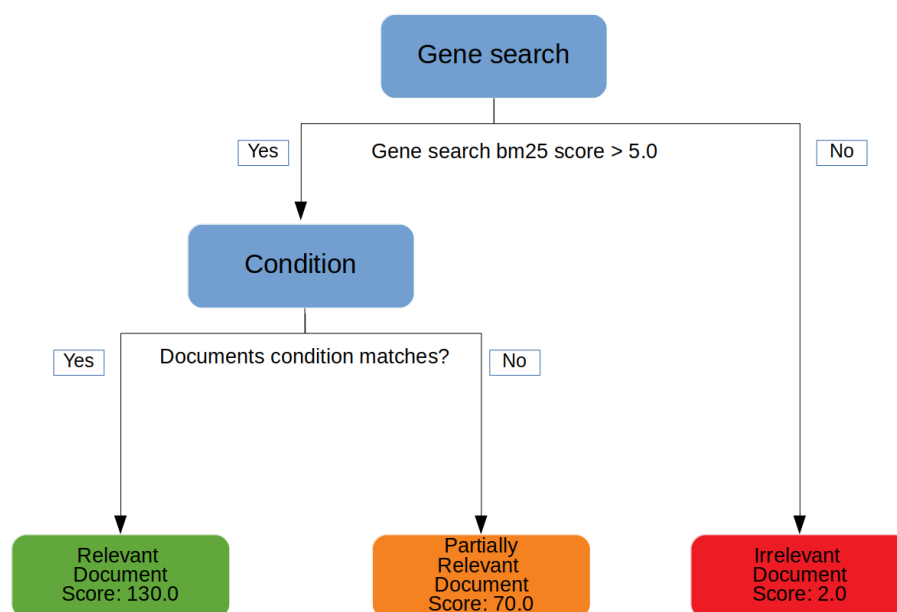 Gene search
Yes
Gene search bm25 score > 5.0
No
Condition
Yes
Documents condition matches?
No
Relevant
Document
Score: 130.0
Partially
Relevant
Document
Score: 70.0
Irrelevant
Document
Score: 2.0